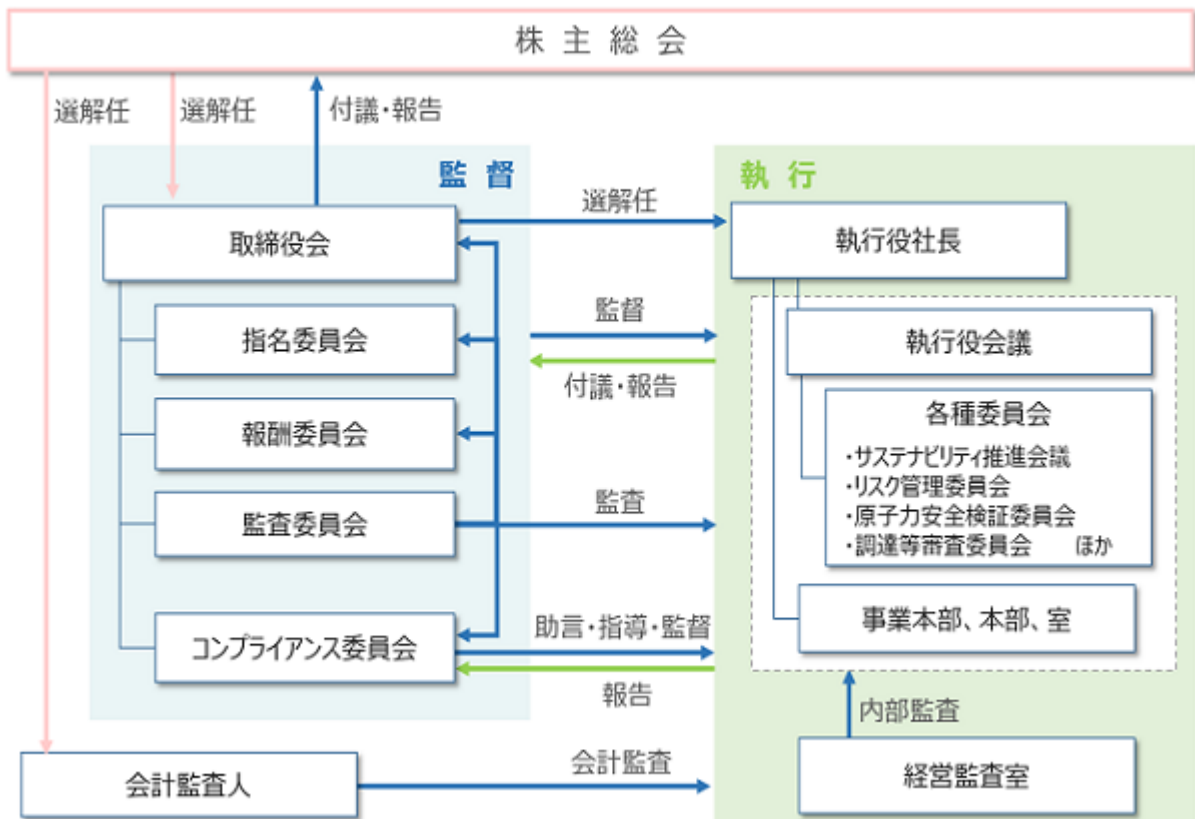 株主総会
選解任
選解任
付議・報告
監督
執行
取締役会
選解任
執行役社長
指名委員会
監督
付議・報告
執行役会議
報酬委員会
各種委員会
・サステナビリティ推進会議
・リスク管理委員会
・原子力安全検証委員会
・調達等審査委員会　ほか
監査委員会
監査
コンプライアンス委員会
助言・指導・監督
報告
事業本部、本部、室
内部監査
会計監査人
会計監査
経営監査室